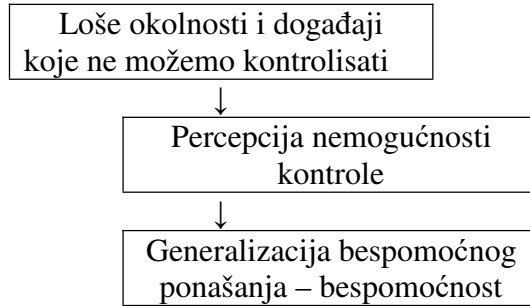 Loše okolnosti i događaji
koje ne možemo kontrolisati
↓
Percepcija nemogućnosti
kontrole
↓
Generalizacija bespomoćnog
ponašanja – bespomoćnost